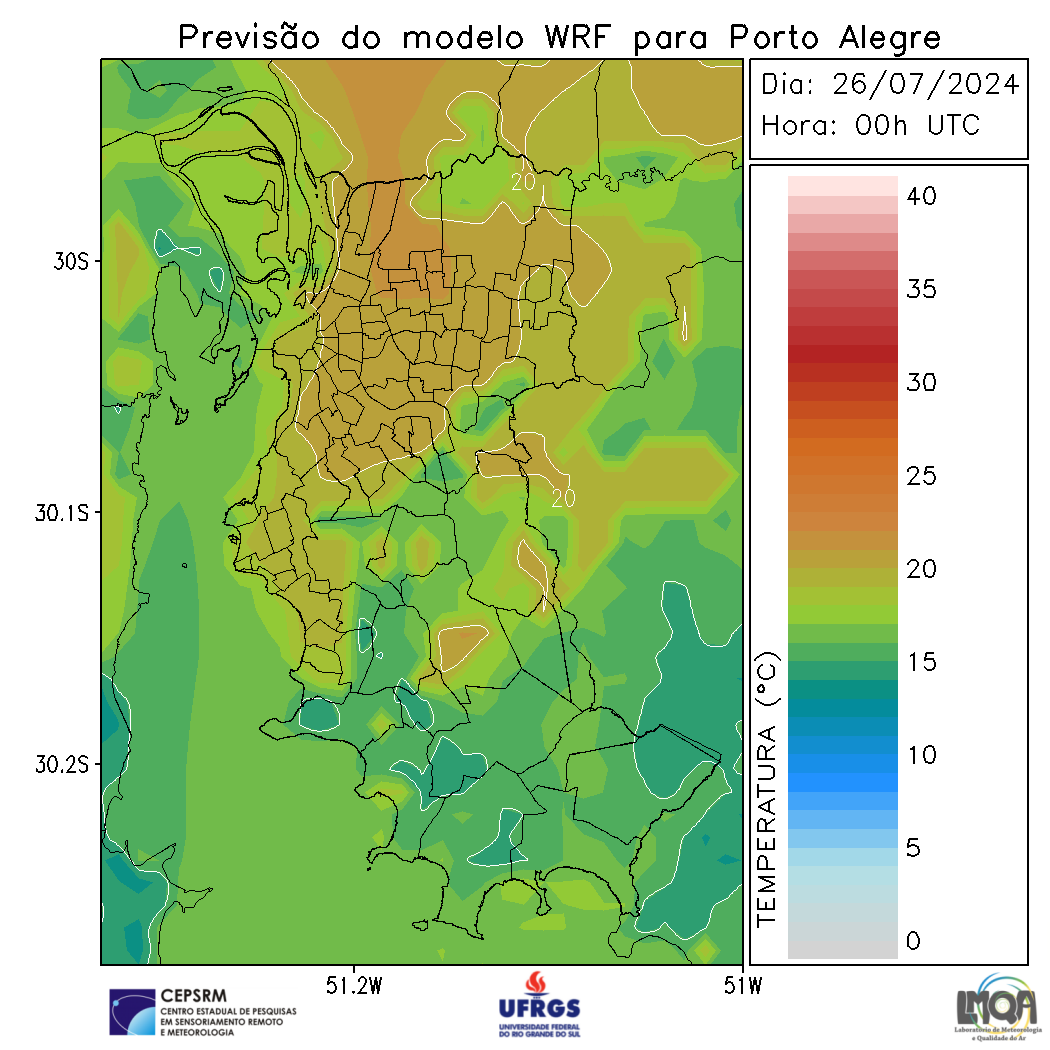 Previsão do modelo WRF para Porto Alegre
Dia: 26/07/2024
Hora: 00h UTC
40
35
30
25
20
15
10
5
0
TEMPERATURA (°C)
20
20
30S
30.1S
30.2S
51.2W
51W
CEPSRM
CENTRO ESTADUAL DE PESQUISAS
EM SENSORIAMENTO REMOTO
E METEOROLOGIA
UFRGS
UNIVERSIDADE FEDERAL
DO RIO GRANDE DO SUL
LMQA
Laboratório de Meteorologia
e Qualidade do Ar